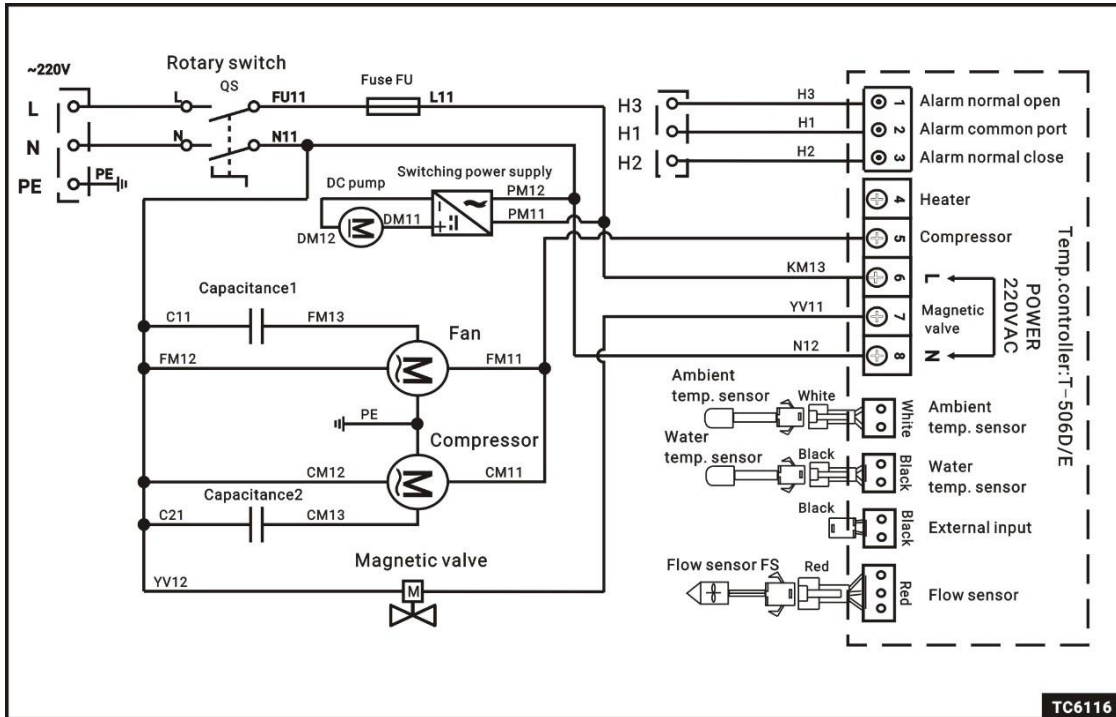 ~220V
Rotary switch
QS
Fuse FU
L
L
FU11
L11
N
N
N11
PE
PE
H3
H1
H2
H3
H1
H2
1
2
3
Alarm normal open
Alarm common port
Alarm normal close
DC pump
Switching power supply
PM12
PM11
DM11
DM12
M
4
Heater
5
Compressor
KM13
6
L
YV11
7
Magnetic
valve
N12
8
N
POWER
220VAC
Temp.controller:T-506D/E
Capacitance1
C11
FM13
Fan
FM12
M
FM11
PE
Compressor
CM12
M
CM11
Capacitance2
C21
CM13
Magnetic valve
YV12
M
Ambient
temp. sensor
White
White
Ambient
temp. sensor
Water
temp. sensor
Black
Black
Water
temp. sensor
Black
Black
External input
Flow sensor FS
Red
Red
Flow sensor
TC6116